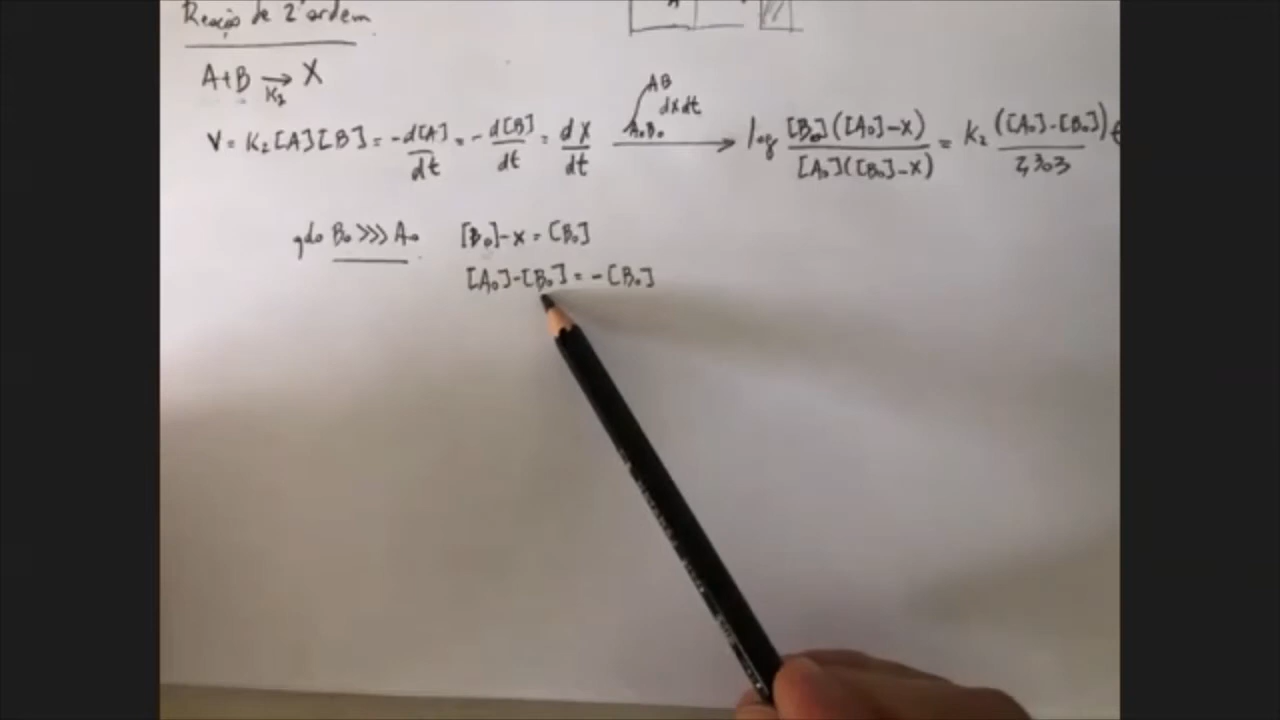 Reação de 2ª ordem
A
A+B → X
K₂
V = K₂[A][B] = -d[A]/dt = -d[B]/dt = dX/dt
AB
dxdt
A₀B₀
log [B₀]([A₀]-X)/[A₀]([B₀]-X) = K₂ ([A₀]-[B₀])/2,303 t
qdo B₀>>>A₀ [B₀]-X = [B₀]
[A₀]-[B₀] = -[B₀]